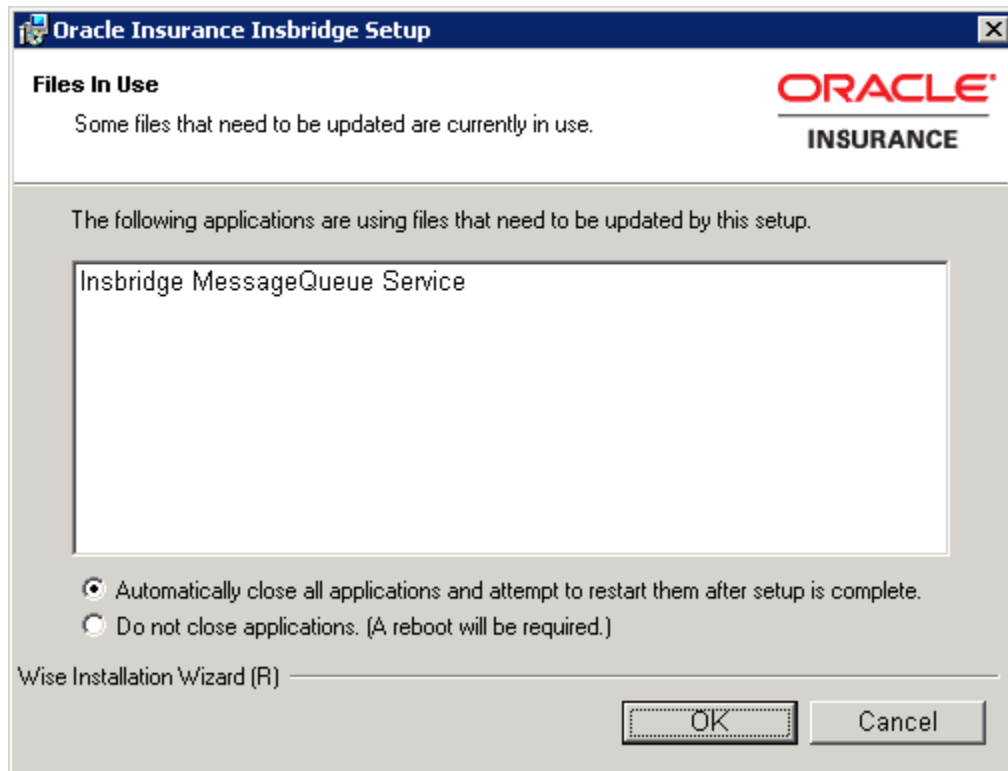 Oracle Insurance Insbridge Setup
Files In Use
Some files that need to be updated are currently in use.
ORACLE
INSURANCE
The following applications are using files that need to be updated by this setup.
Insbridge MessageQueue Service
Automatically close all applications and attempt to restart them after setup is complete.
Do not close applications. (A reboot will be required.)
Wise Installation Wizard (R)
OK
Cancel